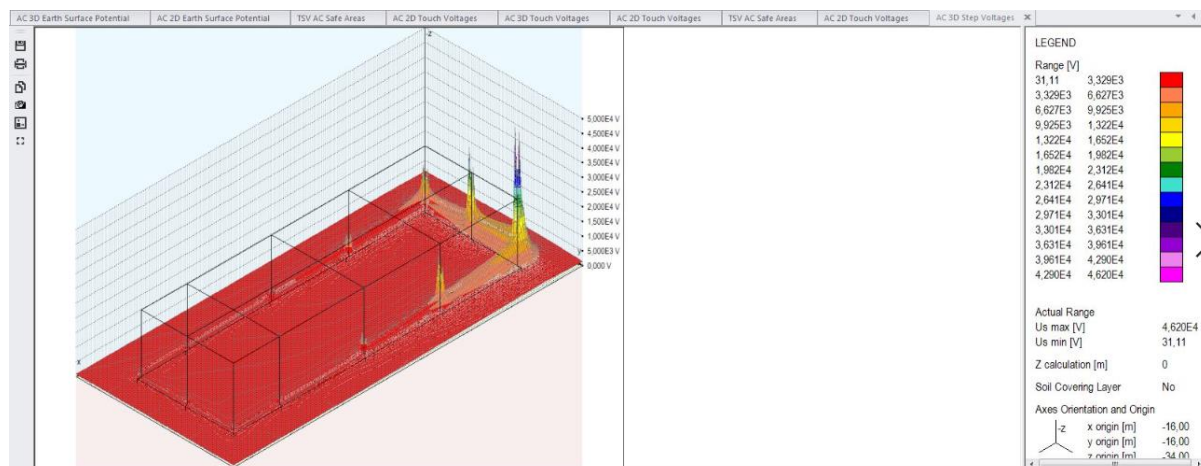 AC 3D Earth Surface Potential AC 2D Earth Surface Potential TSV AC Safe Areas AC 2D Touch Voltages AC 3D Touch Voltages AC 2D Touch Voltages TSV AC Safe Areas AC 2D Touch Voltages AC 3D Step Voltages
-Z
5,000E4 V
4,500E4 V
4,000E4 V
3,500E4 V
3,000E4 V
2,500E4 V
2,000E4 V
1,500E4 V
1,000E4 V
5,000E3 V
0,000 V
x
y
LEGEND
Range [V]
31,11 3,329E3
3,329E3 6,627E3
6,627E3 9,925E3
9,925E3 1,322E4
1,322E4 1,652E4
1,652E4 1,982E4
1,982E4 2,312E4
2,312E4 2,641E4
2,641E4 2,971E4
2,971E4 3,301E4
3,301E4 3,631E4
3,631E4 3,961E4
3,961E4 4,290E4
4,290E4 4,620E4
Actual Range
Us max [V] 4,620E4
Us min [V] 31,11
Z calculation [m] 0
Soil Covering Layer No
Axes Orientation and Origin
-Z
x origin [m] -16,00
y origin [m] -16,00
z origin [m] -34,00